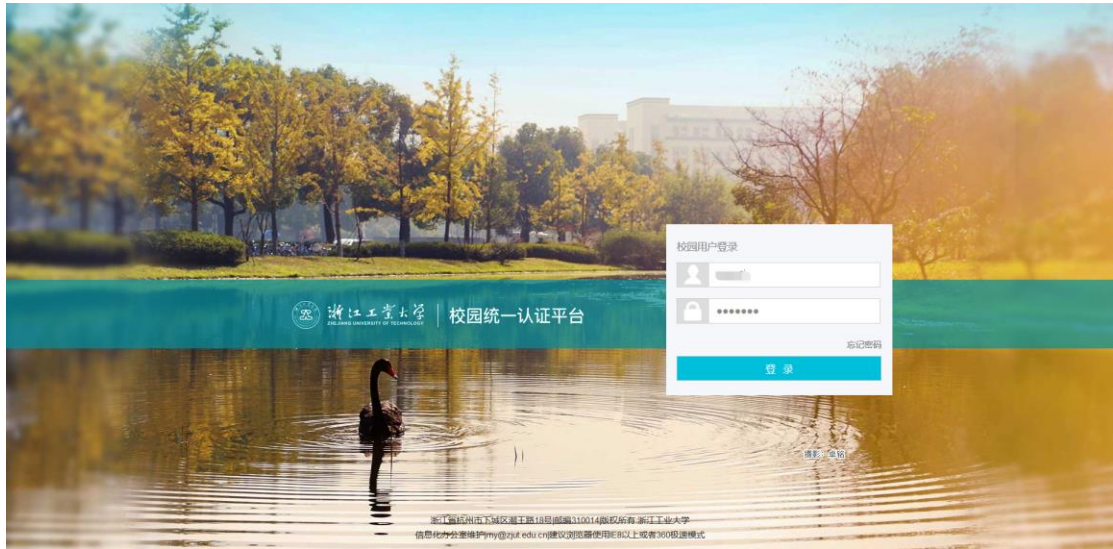 校园用户登录
•••••••
浙江工业大学
ZHEJIANG UNIVERSITY OF TECHNOLOGY
校园统一认证平台
忘记密码
登 录
浙江省杭州市下城区潮王路18号|邮编310014|版权所有 浙江工业大学
信息化办公室维护|jmy@zjut.edu.cn|建议浏览器使用IE8以上或者360极速模式